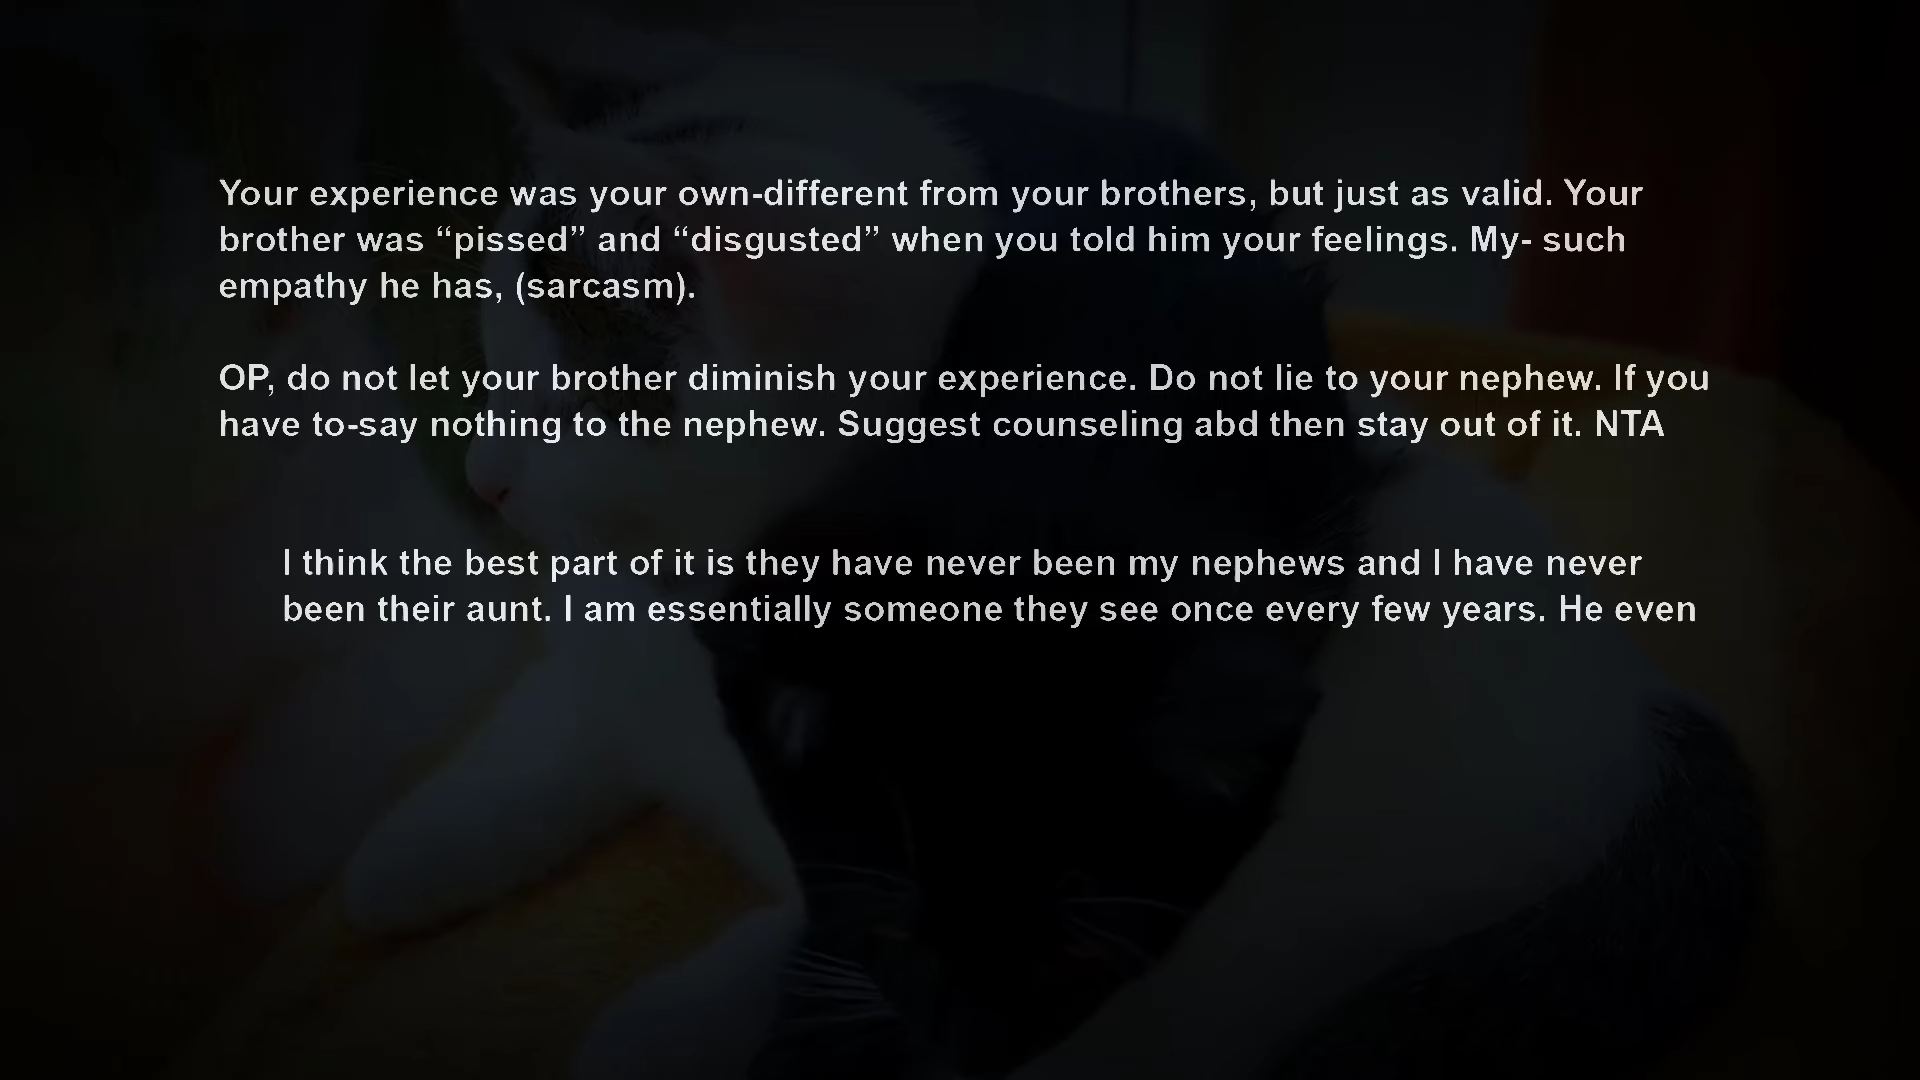 Your experience was your own-different from your brothers, but just as valid. Your
brother was “pissed” and “disgusted” when you told him your feelings. My- such
empathy he has, (sarcasm).
OP, do not let your brother diminish your experience. Do not lie to your nephew. If you
have to-say nothing to the nephew. Suggest counseling abd then stay out of it. NTA
I think the best part of it is they have never been my nephews and I have never
been their aunt. I am essentially someone they see once every few years. He even